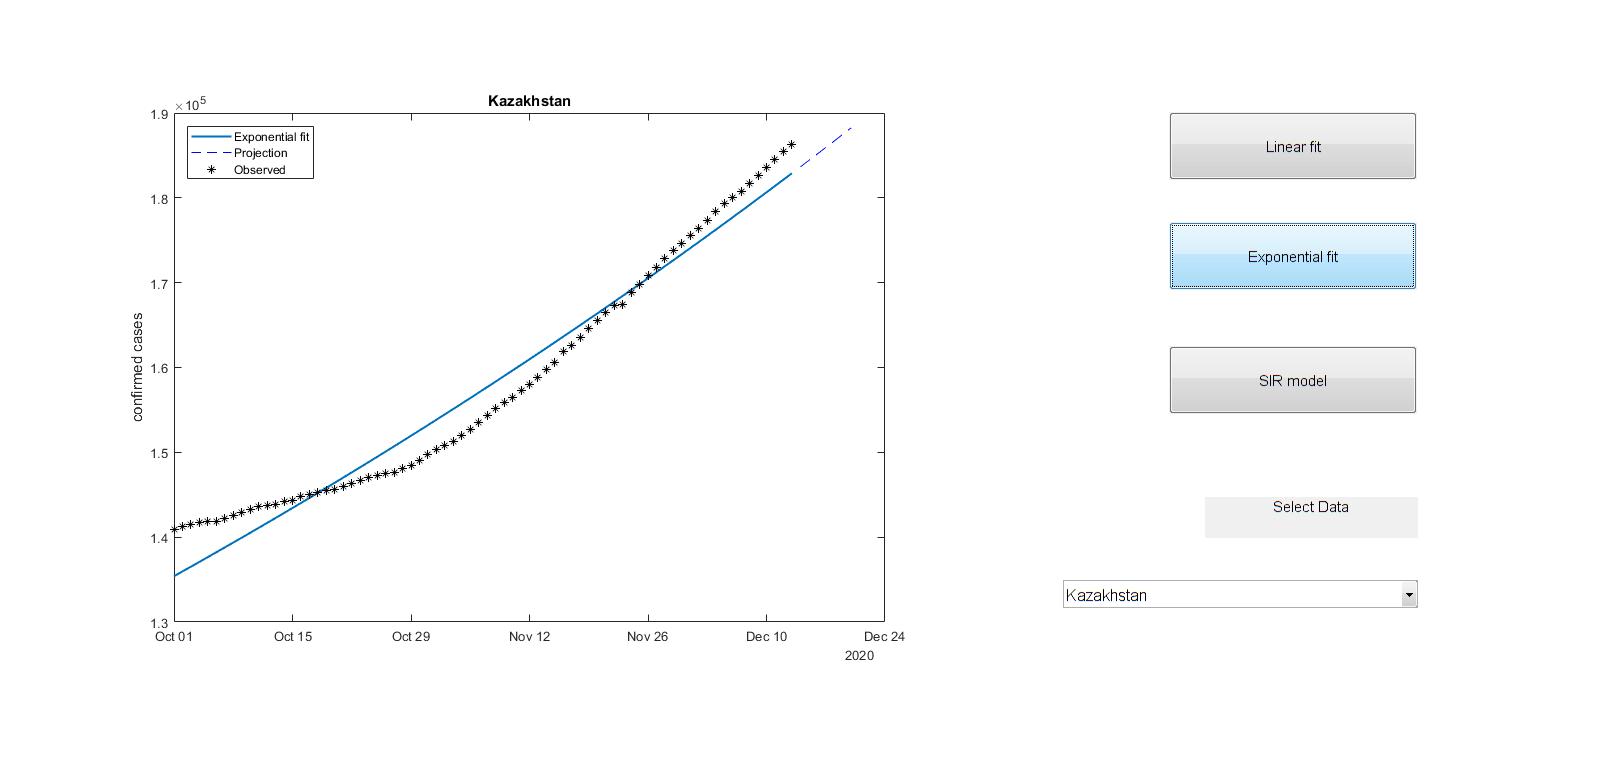 Kazakhstan
×10^5
1.9
1.8
1.7
1.6
1.5
1.4
1.3
confirmed cases
Exponential fit
Projection
Observed
Oct 01 Oct 15 Oct 29 Nov 12 Nov 26 Dec 10 Dec 24
2020
Linear fit
Exponential fit
SIR model
Select Data
Kazakhstan